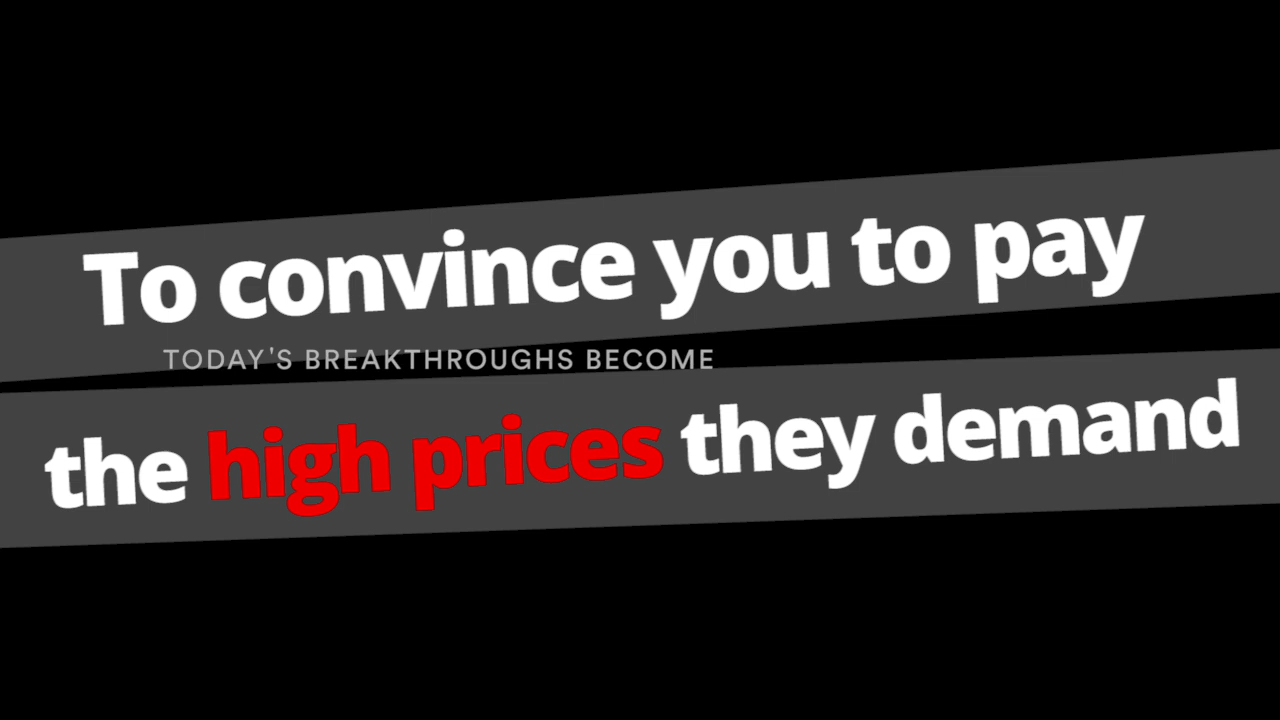 To convince you to pay
TODAY'S BREAKTHROUGHS BECOME
the high prices they demand